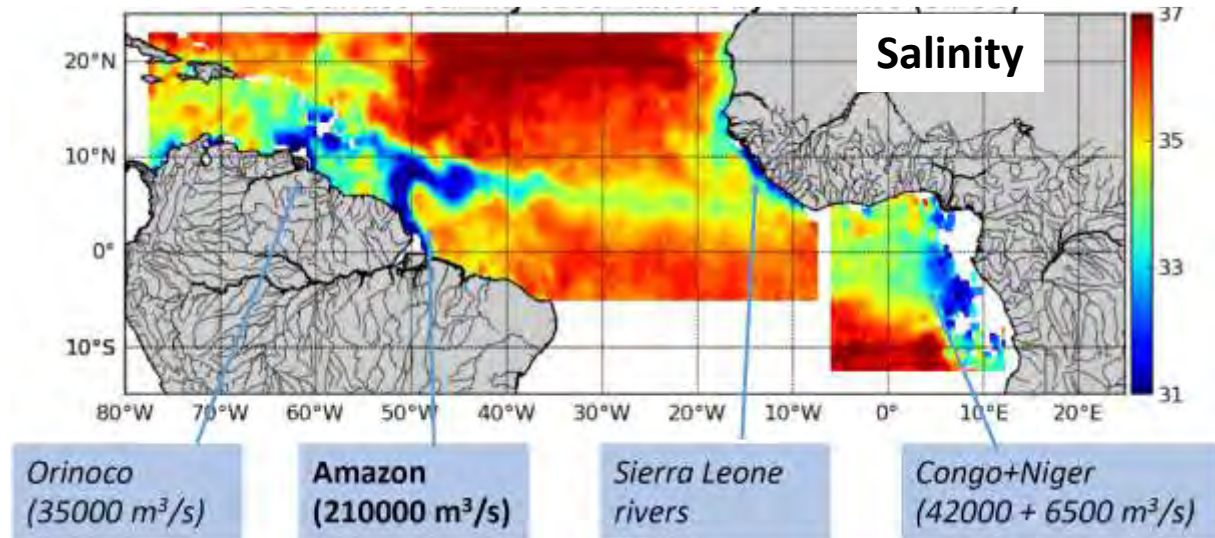 Salinity
37
35
33
31
20°N
10°N
0°
10°S
80°W 70°W 60°W 50°W 40°W 30°W 20°W 10°W 0° 10°E 20°E
Orinoco
(35000 m³/s)
Amazon
(210000 m³/s)
Sierra Leone
rivers
Congo+Niger
(42000 + 6500 m³/s)